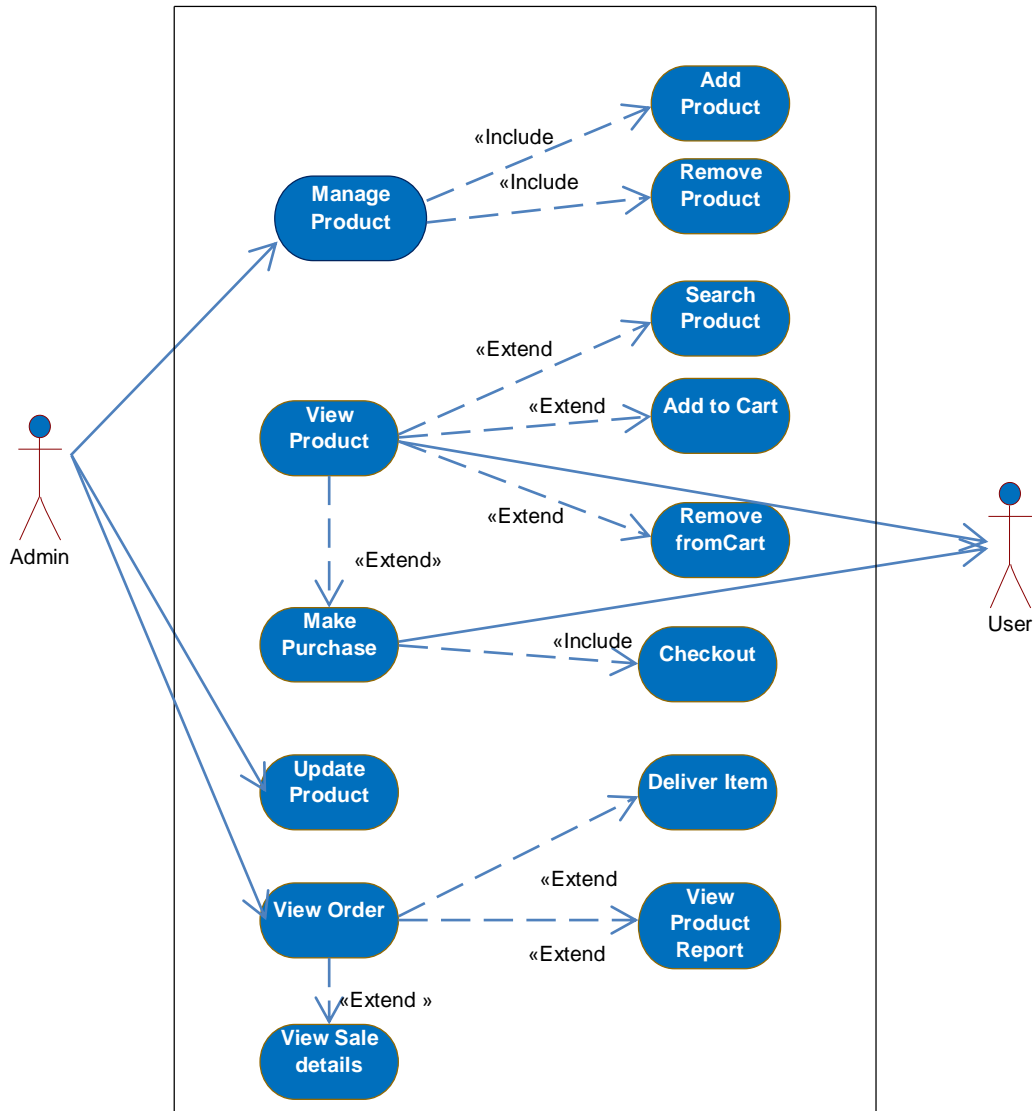 Add
Product
«Include
«Include
Manage
Product
Remove
Product
Search
Product
«Extend
«Extend
Add to Cart
View
Product
«Extend
Remove
fromCart
Admin
«Extend»
User
Make
Purchase
«Include
Checkout
Update
Product
Deliver Item
«Extend
View Order
View
Product
Report
«Extend
«Extend »
View Sale
details